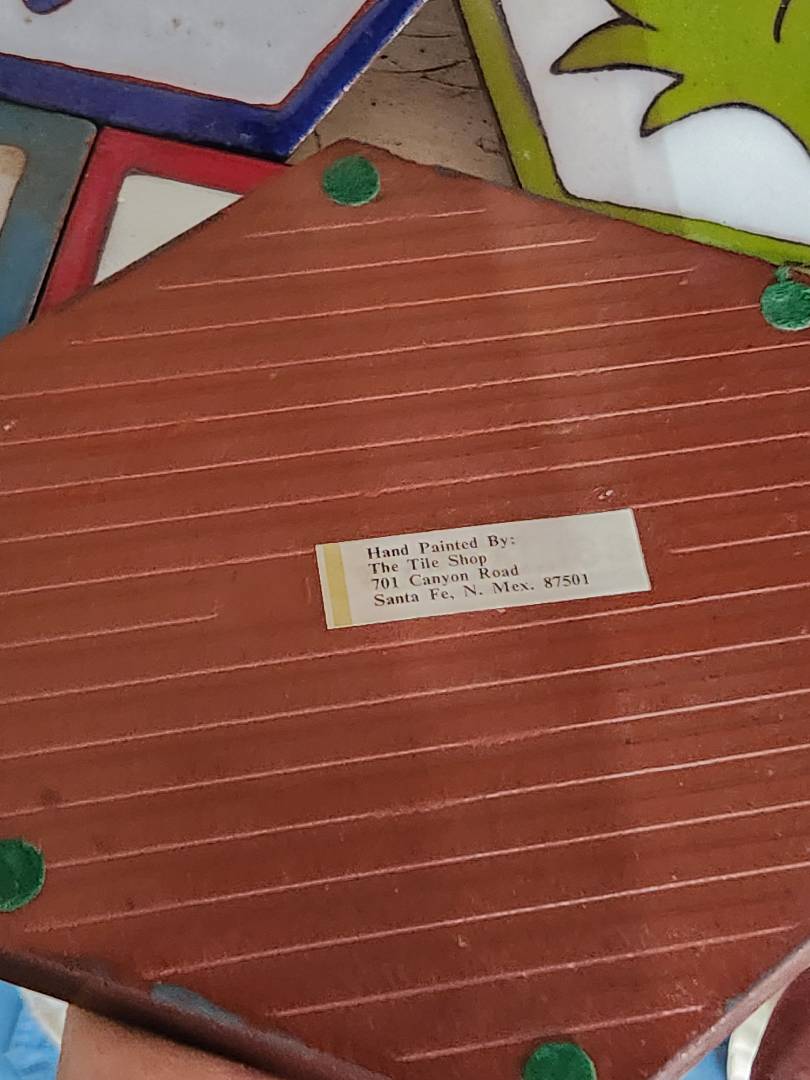 Hand Painted By:
The Tile Shop
701 Canyon Road
Santa Fe, N. Mex. 87501